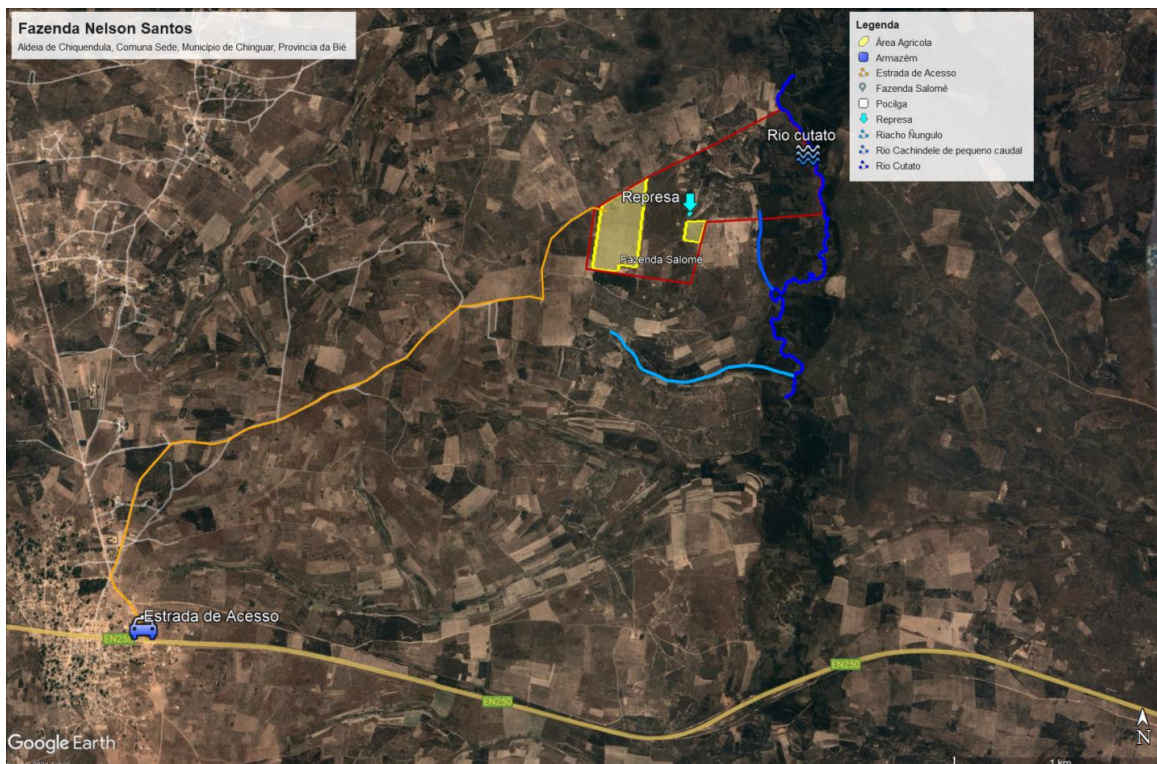 Fazenda Nelson Santos
Aldeia de Chiquendula, Comuna Sede, Município de Chinguar, Provincia da Bié
Legenda
Área Agricola
Armazém
Estrada de Acesso
Fazenda Salomé
Pocilga
Represa
Riacho Ñungulo
Rio Cachindele de pequeno caudal
Rio Cutato
Rio cutato
Represa
Fazenda Salomé
Estrada de Acesso
EN250
EN250
EN250
Google Earth
N
1 km